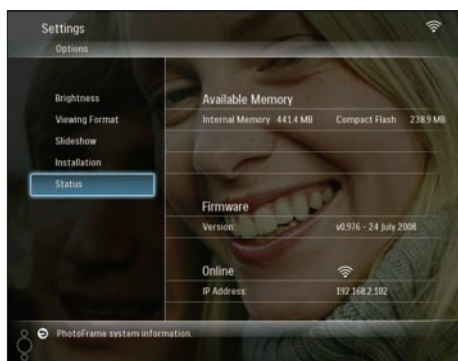 Settings
Options
Brightness
Viewing Format
Slideshow
Installation
Status
Available Memory
Internal Memory 441.4 MB Compact Flash 238.9 MB
Firmware
Version: v0.976 - 24 July 2008
Online
IP Address: 192.168.2.102
PhotoFrame system information.